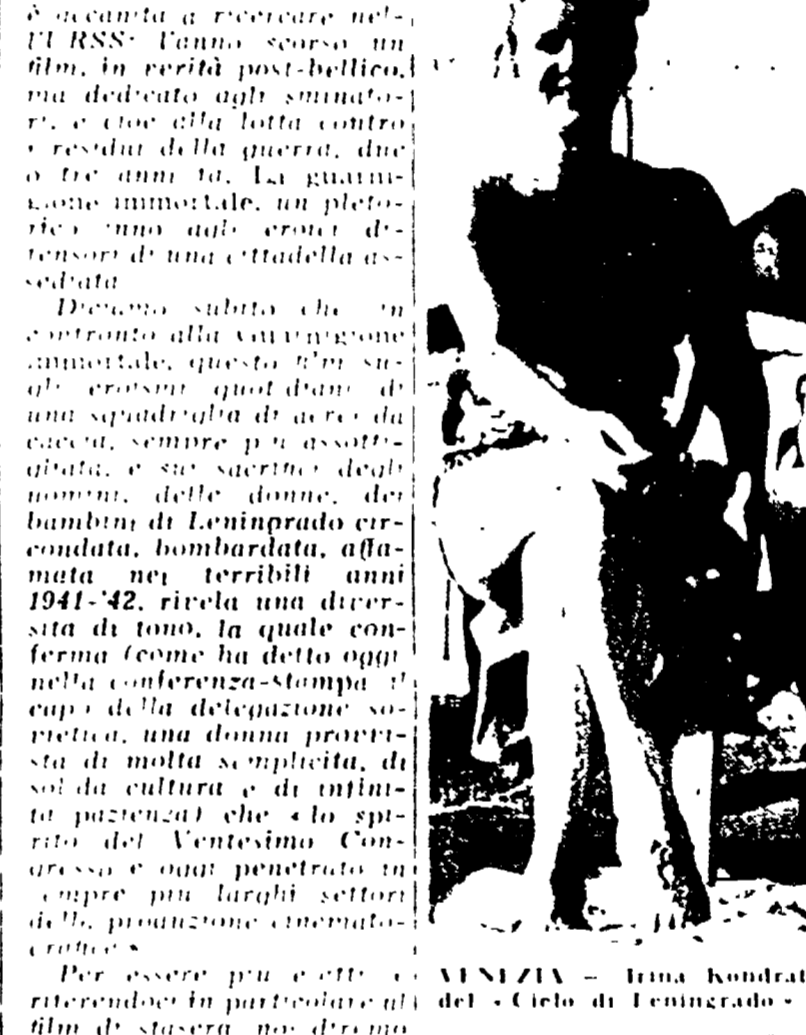 è accanita a ricercare nel-
l'URSS: l'anno scorso un
film, in verità post-bellico,
ma dedicato agli sminato-
ri, e cioè alla lotta contro
i residui della guerra, due
o tre anni fa, La guarni-
gione immortale, un pleto-
rico inno agli eroici di-
fensori di una cittadella as-
sediata
Diciamo subito che in
confronto alla Guarnigione
immortale, questo film su-
gli eroismi quotidiani di
una squadriglia di aerei da
caccia, sempre più assotti-
gliata, e sui sacrifici degli
uomini, delle donne, dei
bambini di Leningrado cir-
condata, bombardata, affa-
mata nei terribili anni
1941-'42, rivela una diver-
sità di tono, la quale con-
ferma (come ha detto oggi
nella conferenza-stampa il
capo della delegazione so-
vietica, una donna provvi-
sta di molta semplicità, di
solida cultura e di infini-
ta pazienza) che «lo spi-
rito del Ventesimo Con-
gresso è oggi penetrato in
sempre più larghi settori
della produzione cinemato-
grafica»
Per essere più esatti, e
riferendoci in particolare al
film di stasera, noi diremo
VENEZIA — Irina Kondrat
del «Cielo di Leningrado»